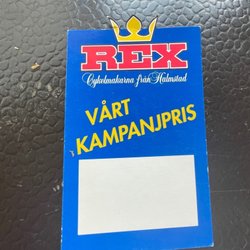 REX
Cykelmakarna från Halmstad
VÅRT
KAMPANJPRIS